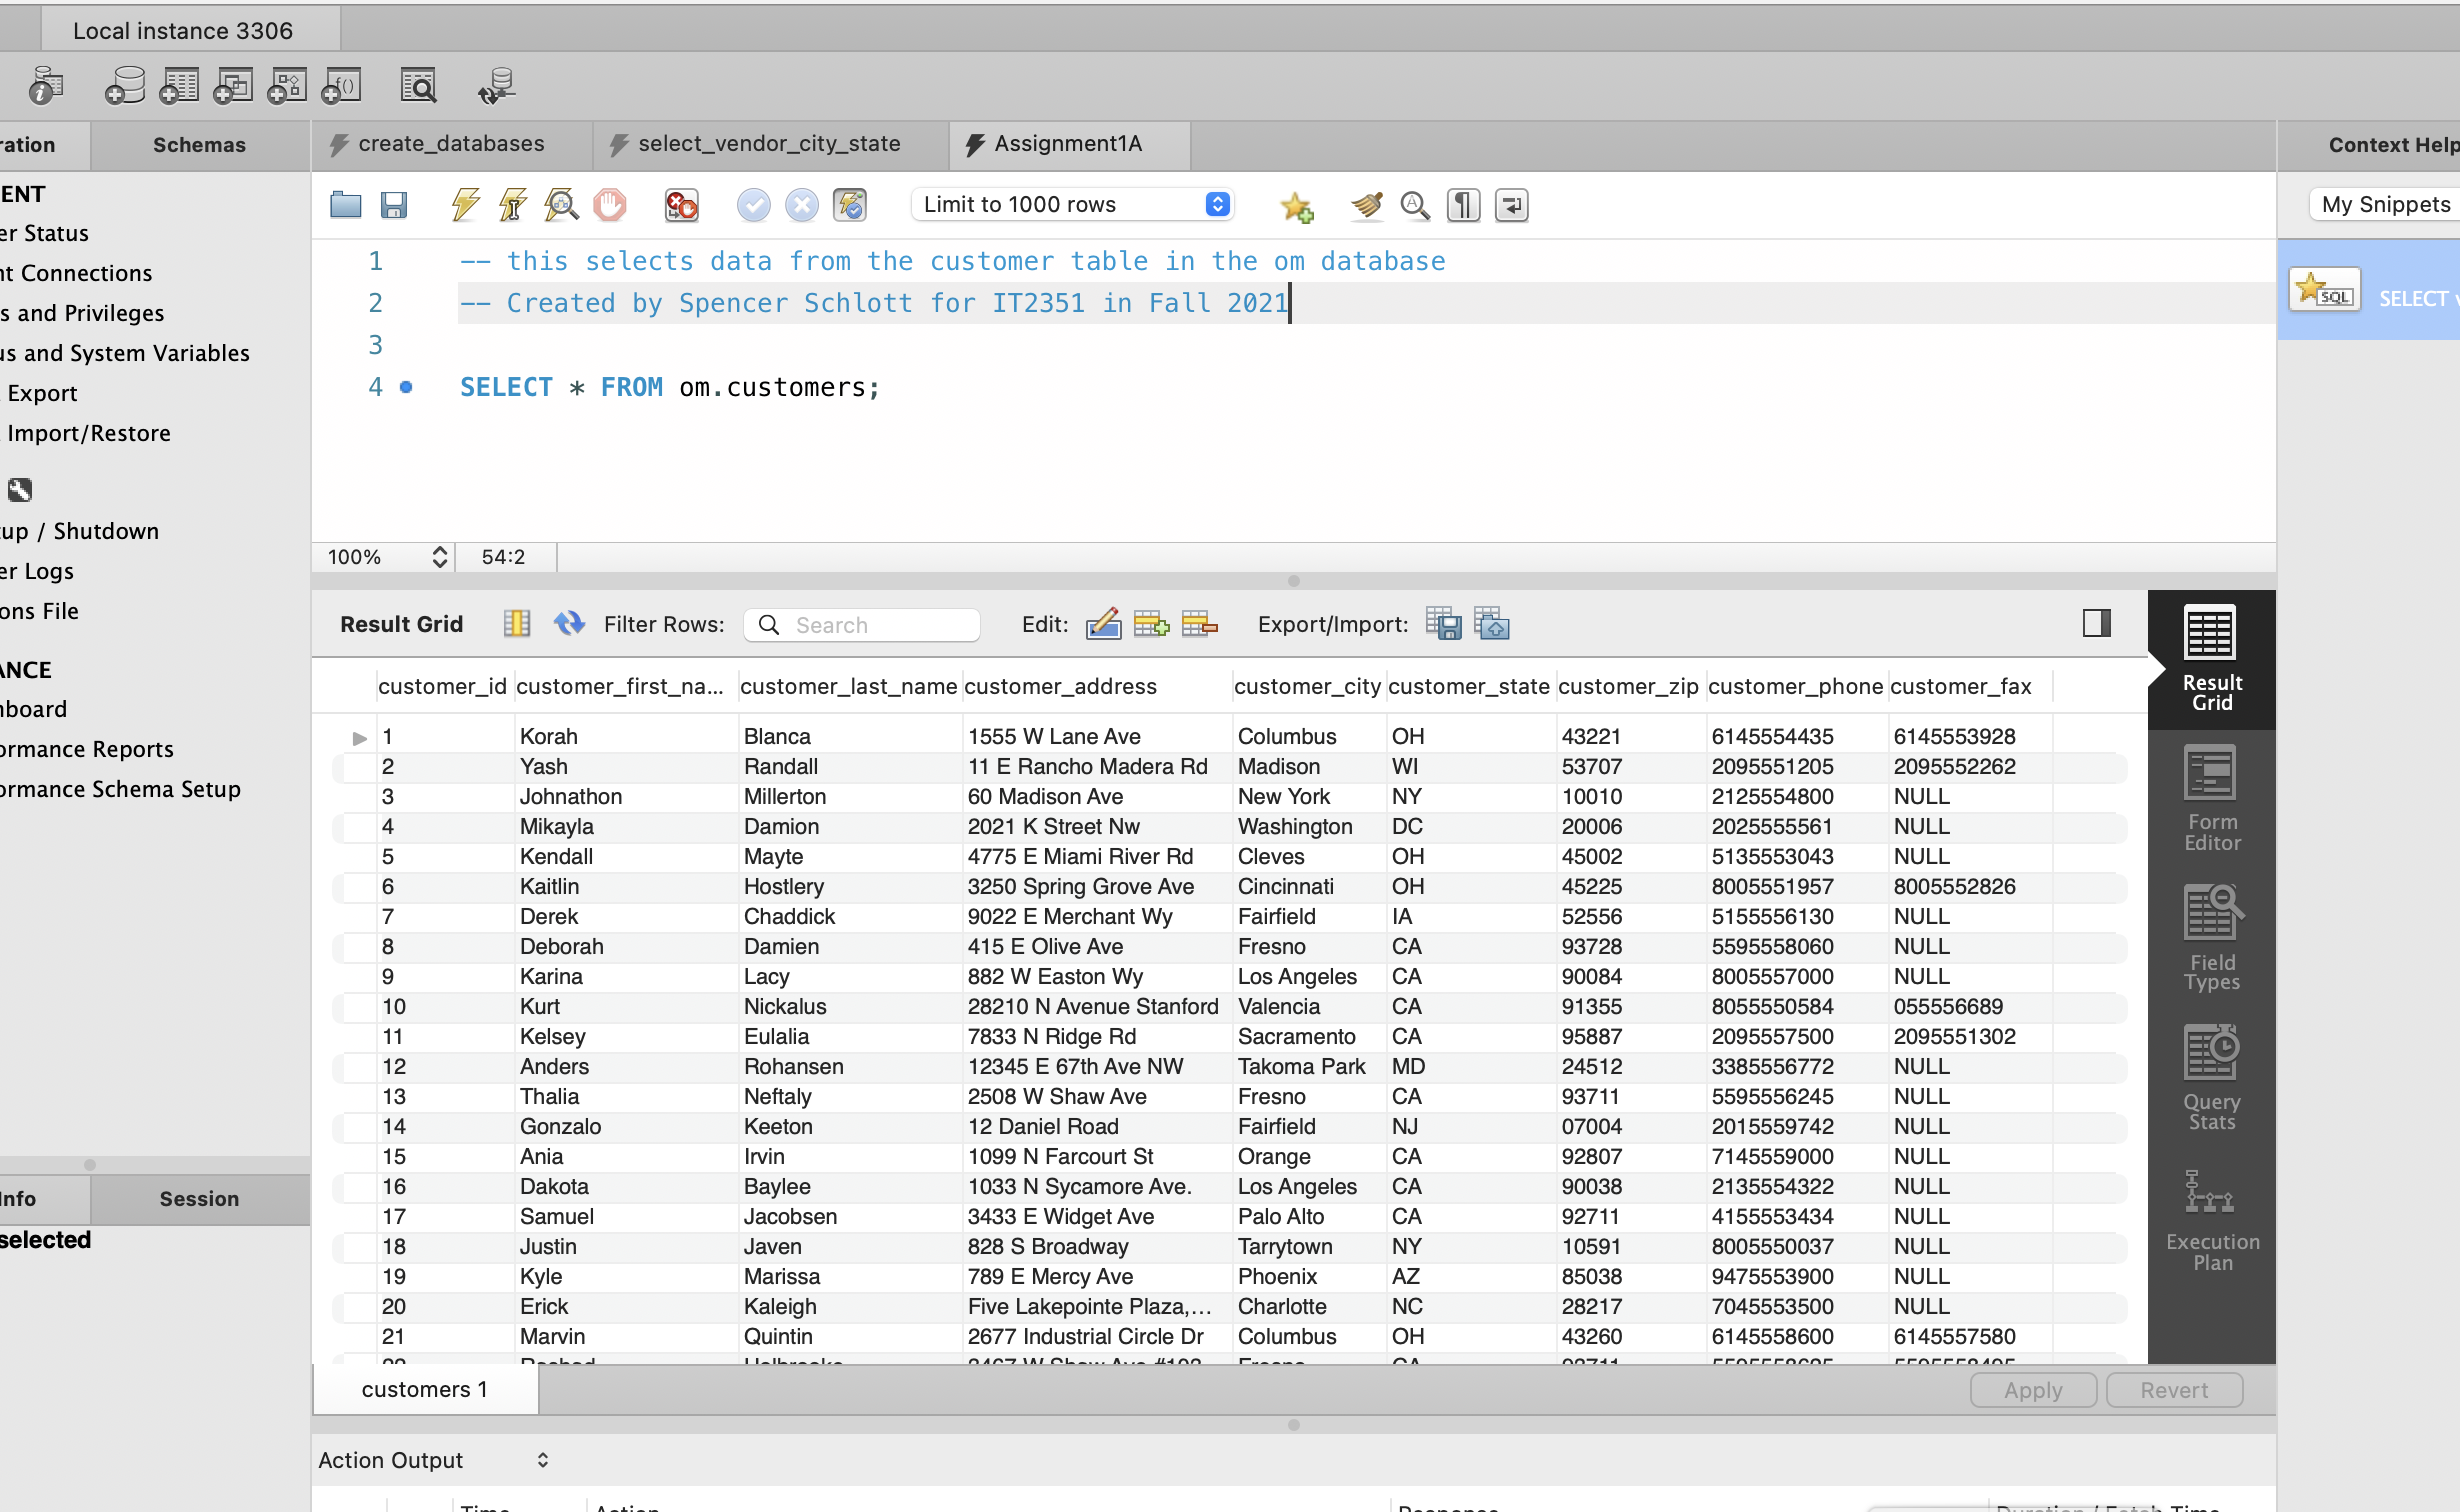 Local instance 3306
ration Schemas
create_databases select_vendor_city_state Assignment1A
Context Help
ENT
er Status
nt Connections
s and Privileges
us and System Variables
Export
Import/Restore
up / Shutdown
er Logs
ons File
ANCE
hboard
ormance Reports
ormance Schema Setup
nfo Session
selected
Limit to 1000 rows
My Snippets
SQL SELECT
1 -- this selects data from the customer table in the om database
2 -- Created by Spencer Schlott for IT2351 in Fall 2021
3
4 SELECT * FROM om.customers;
100% 54:2
Result Grid Filter Rows: Search Edit: Export/Import:
customer_id customer_first_na... customer_last_name customer_address customer_city customer_state customer_zip customer_phone customer_fax
1 Korah Blanca 1555 W Lane Ave Columbus OH 43221 6145554435 6145553928
2 Yash Randall 11 E Rancho Madera Rd Madison WI 53707 2095551205 2095552262
3 Johnathon Millerton 60 Madison Ave New York NY 10010 2125554800 NULL
4 Mikayla Damion 2021 K Street Nw Washington DC 20006 2025555561 NULL
5 Kendall Mayte 4775 E Miami River Rd Cleves OH 45002 5135553043 NULL
6 Kaitlin Hostlery 3250 Spring Grove Ave Cincinnati OH 45225 8005551957 8005552826
7 Derek Chaddick 9022 E Merchant Wy Fairfield IA 52556 5155556130 NULL
8 Deborah Damien 415 E Olive Ave Fresno CA 93728 5595558060 NULL
9 Karina Lacy 882 W Easton Wy Los Angeles CA 90084 8005557000 NULL
10 Kurt Nickalus 28210 N Avenue Stanford Valencia CA 91355 8055550584 055556689
11 Kelsey Eulalia 7833 N Ridge Rd Sacramento CA 95887 2095557500 2095551302
12 Anders Rohansen 12345 E 67th Ave NW Takoma Park MD 24512 3385556772 NULL
13 Thalia Neftaly 2508 W Shaw Ave Fresno CA 93711 5595556245 NULL
14 Gonzalo Keeton 12 Daniel Road Fairfield NJ 07004 2015559742 NULL
15 Ania Irvin 1099 N Farcourt St Orange CA 92807 7145559000 NULL
16 Dakota Baylee 1033 N Sycamore Ave. Los Angeles CA 90038 2135554322 NULL
17 Samuel Jacobsen 3433 E Widget Ave Palo Alto CA 92711 4155553434 NULL
18 Justin Javen 828 S Broadway Tarrytown NY 10591 8005550037 NULL
19 Kyle Marissa 789 E Mercy Ave Phoenix AZ 85038 9475553900 NULL
20 Erick Kaleigh Five Lakepointe Plaza,... Charlotte NC 28217 7045553500 NULL
21 Marvin Quintin 2677 Industrial Circle Dr Columbus OH 43260 6145558600 6145557580
Result
Grid
Form
Editor
Field
Types
Query
Stats
Execution
Plan
customers 1 Apply Revert
Action Output
Time Action Response